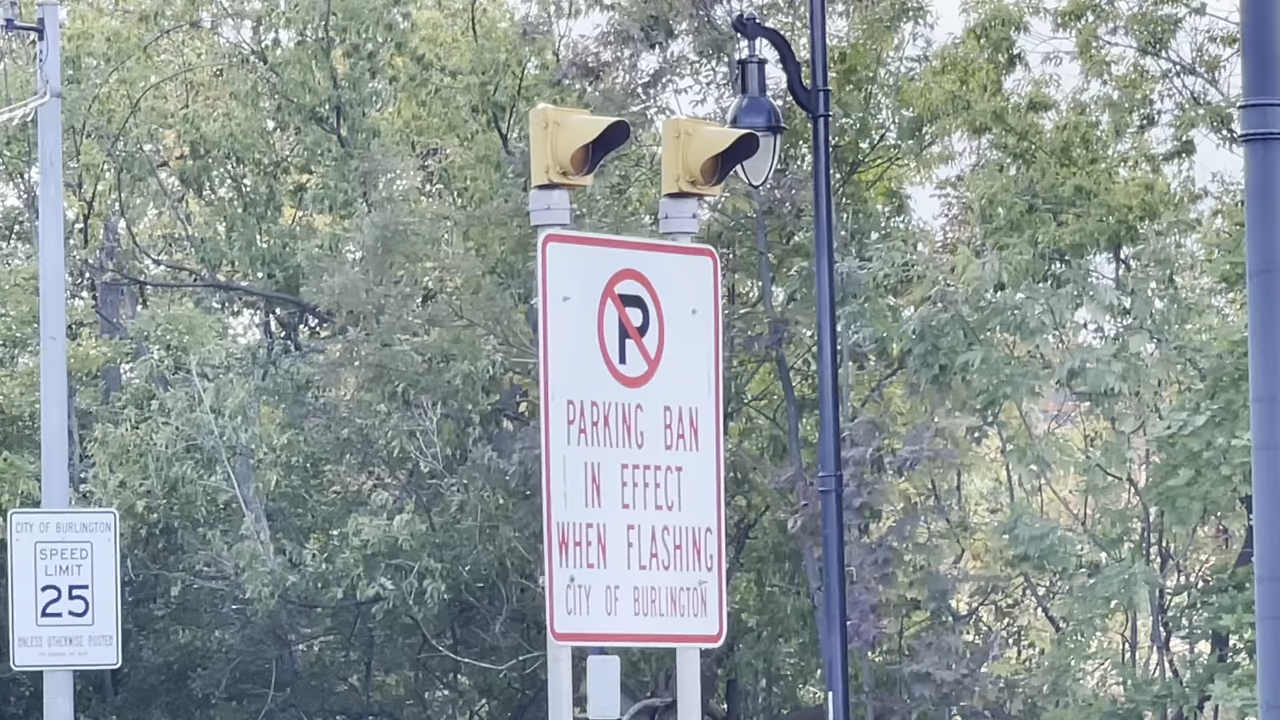 P
PARKING BAN
IN EFFECT
WHEN FLASHING
CITY OF BURLINGTON
CITY OF BURLINGTON
SPEED
LIMIT
25
UNLESS OTHERWISE POSTED